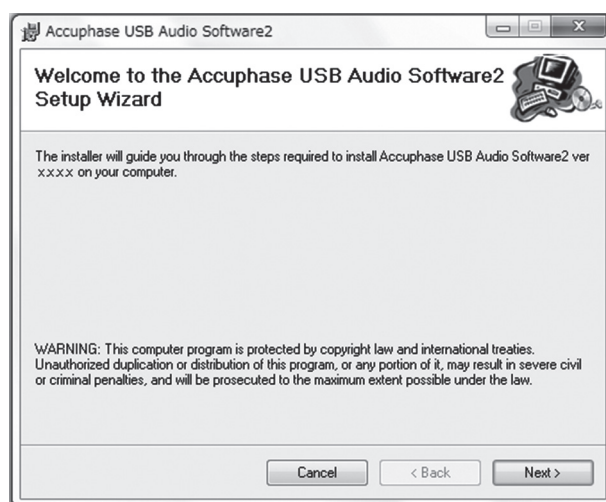 Accuphase USB Audio Software2
Welcome to the Accuphase USB Audio Software2
Setup Wizard
The installer will guide you through the steps required to install Accuphase USB Audio Software2 ver
xxxx on your computer.
WARNING: This computer program is protected by copyright law and international treaties.
Unauthorized duplication or distribution of this program, or any portion of it, may result in severe civil
or criminal penalties, and will be prosecuted to the maximum extent possible under the law.
Cancel < Back Next >